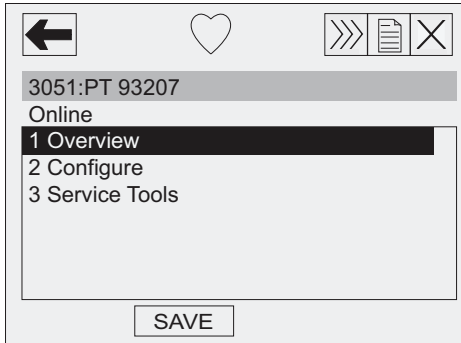 3051:PT 93207
Online
1 Overview
2 Configure
3 Service Tools
SAVE